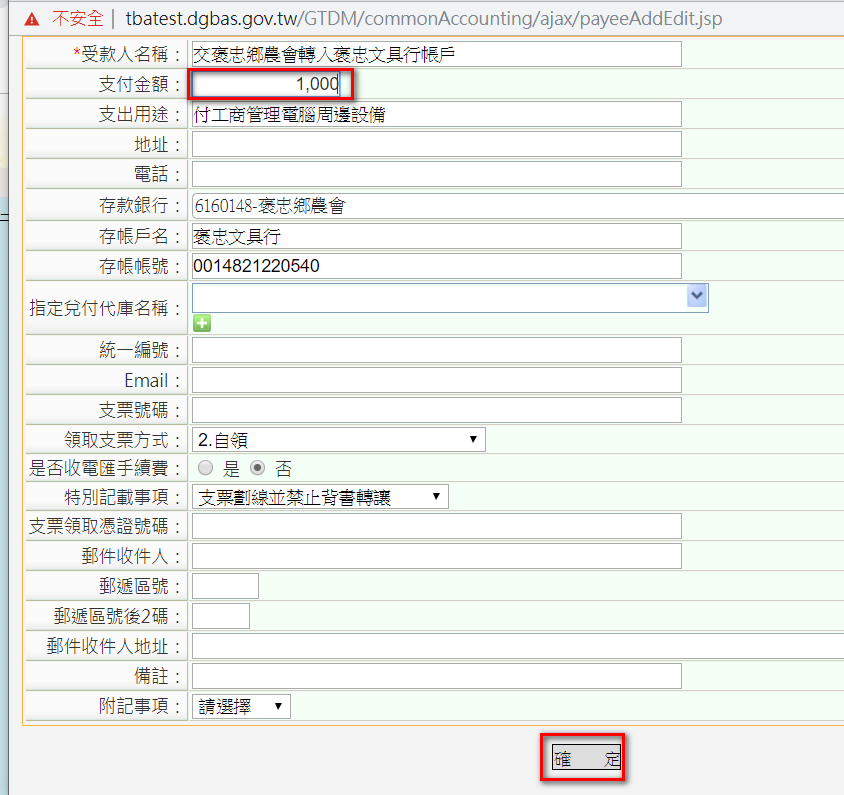 不安全 | tbatest.dgbas.gov.tw/GTDM/commonAccounting/ajax/payeeAddEdit.jsp
*受款人名稱： 交褒忠鄉農會轉入褒忠文具行帳戶
支付金額： 1,000
支出用途： 付工商管理電腦周邊設備
地址：
電話：
存款銀行： 6160148-褒忠鄉農會
存帳戶名： 褒忠文具行
存帳帳號： 0014821220540
指定兌付代庫名稱：
統一編號：
Email：
支票號碼：
領取支票方式： 2.自領
是否收電匯手續費： 是 否
特別記載事項： 支票劃線並禁止背書轉讓
支票領取憑證號碼：
郵件收件人：
郵遞區號：
郵遞區號後2碼：
郵件收件人地址：
備註：
附記事項： 請選擇
確 定